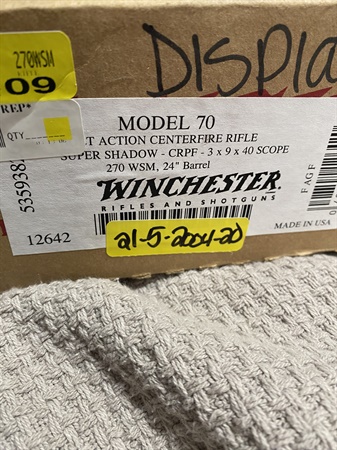 DISPLA
270WSM
09
REP*
QTY.
MODEL 70
T ACTION CENTERFIRE RIFLE
SUPER SHADOW - CRPF - 3 x 9 x 40 SCOPE
270 WSM, 24" Barrel
WINCHESTER
RIFLES AND SHOTGUNS
535938
F AG F
12642
MADE IN USA
21-5-2004-20